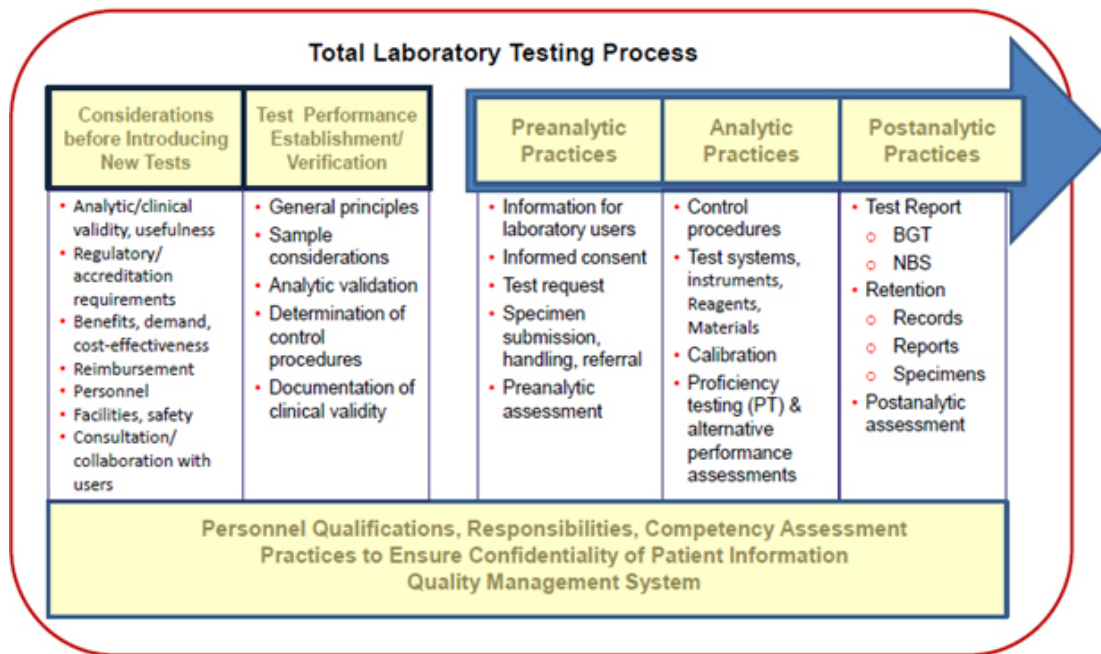 Total Laboratory Testing Process
Considerations
before Introducing
New Tests
Test Performance
Establishment/
Verification
Preanalytic
Practices
Analytic
Practices
Postanalytic
Practices
• Analytic/clinical
validity, usefulness
• Regulatory/
accreditation
requirements
• Benefits, demand,
cost-effectiveness
• Reimbursement
• Personnel
• Facilities, safety
• Consultation/
collaboration with
users
• General principles
• Sample
considerations
• Analytic validation
• Determination of
control
procedures
• Documentation of
clinical validity
• Information for
laboratory users
• Informed consent
• Test request
• Specimen
submission,
handling, referral
• Preanalytic
assessment
• Control
procedures
• Test systems,
instruments,
Reagents,
Materials
• Calibration
• Proficiency
testing (PT) &
alternative
performance
assessments
• Test Report
o BGT
o NBS
• Retention
o Records
o Reports
o Specimens
• Postanalytic
assessment
Personnel Qualifications, Responsibilities, Competency Assessment
Practices to Ensure Confidentiality of Patient Information
Quality Management System